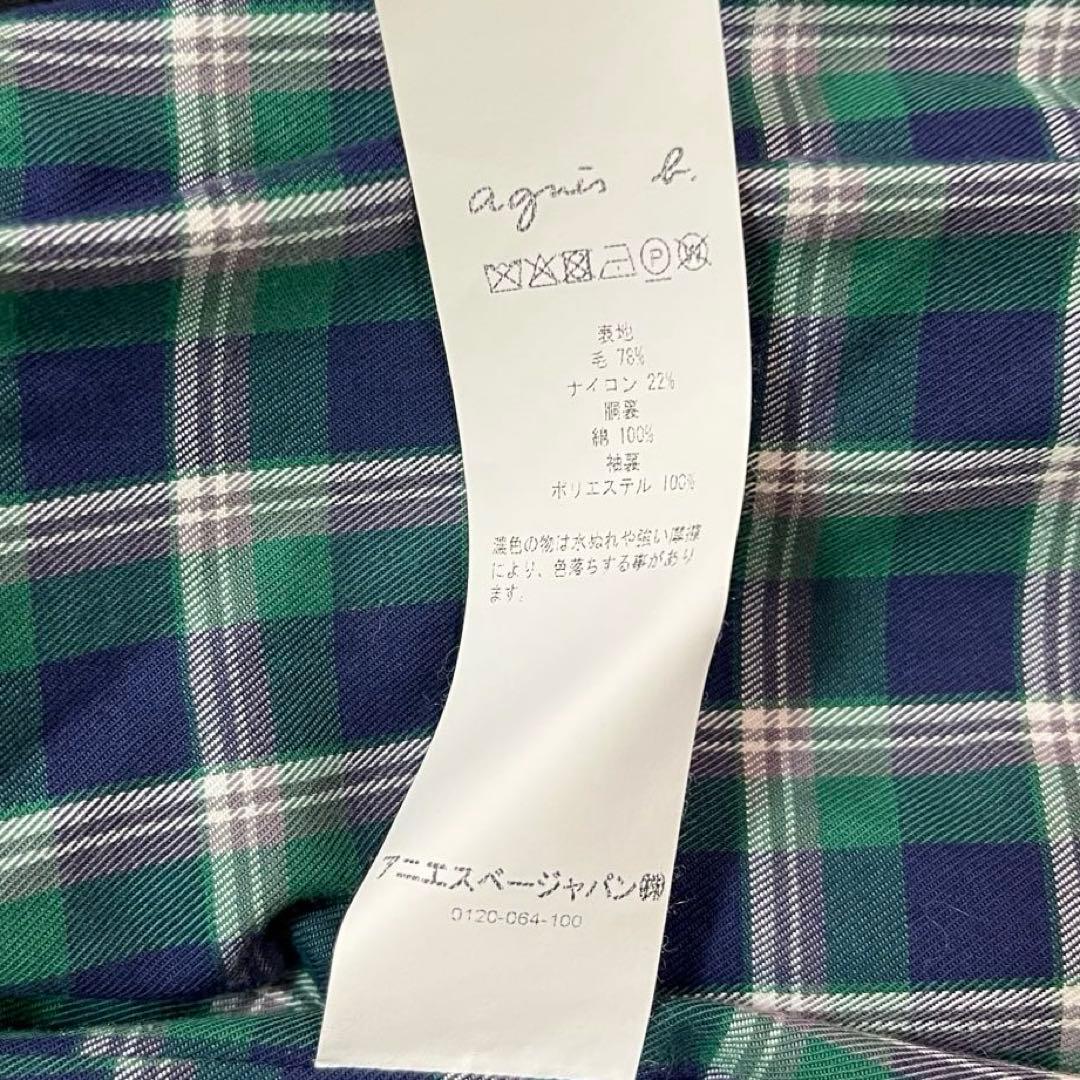 agnès b.
P W
表地
毛 78%
ナイロン 22%
胴裏
綿 100%
袖裏
ポリエステル 100%
濃色の物は水ぬれや強い摩擦
により、色落ちする事があり
ます。
アニエスベージャパン㈱
0120-064-100